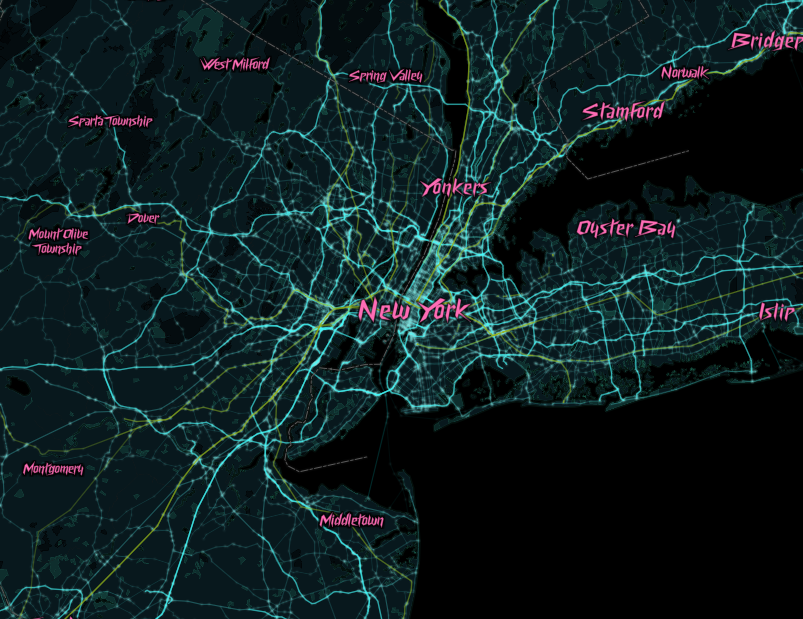 Bridgep
West Milford
Spring Valley
Norwalk
Stamford
Sparta Township
Yonkers
Dover
Mount Olive
Township
Oyster Bay
New York
Islip
Montgomery
Middletown